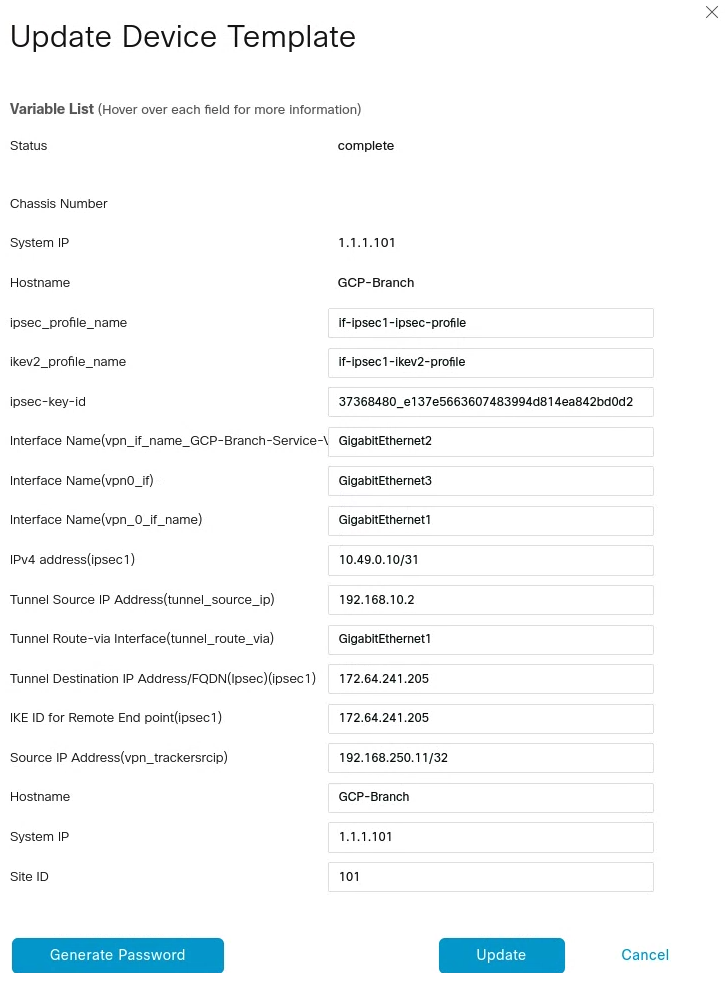 Update Device Template
Variable List (Hover over each field for more information)
Status complete
Chassis Number
System IP 1.1.1.101
Hostname GCP-Branch
ipsec_profile_name if-ipsec1-ipsec-profile
ikev2_profile_name if-ipsec1-ikev2-profile
ipsec-key-id 37368480_e137e5663607483994d814ea842bd0d2
Interface Name(vpn_if_name_GCP-Branch-Service-V GigabitEthernet2
Interface Name(vpn0_if) GigabitEthernet3
Interface Name(vpn_0_if_name) GigabitEthernet1
IPv4 address(ipsec1) 10.49.0.10/31
Tunnel Source IP Address(tunnel_source_ip) 192.168.10.2
Tunnel Route-via Interface(tunnel_route_via) GigabitEthernet1
Tunnel Destination IP Address/FQDN(Ipsec)(ipsec1) 172.64.241.205
IKE ID for Remote End point(ipsec1) 172.64.241.205
Source IP Address(vpn_trackersrcip) 192.168.250.11/32
Hostname GCP-Branch
System IP 1.1.1.101
Site ID 101
Generate Password Update Cancel